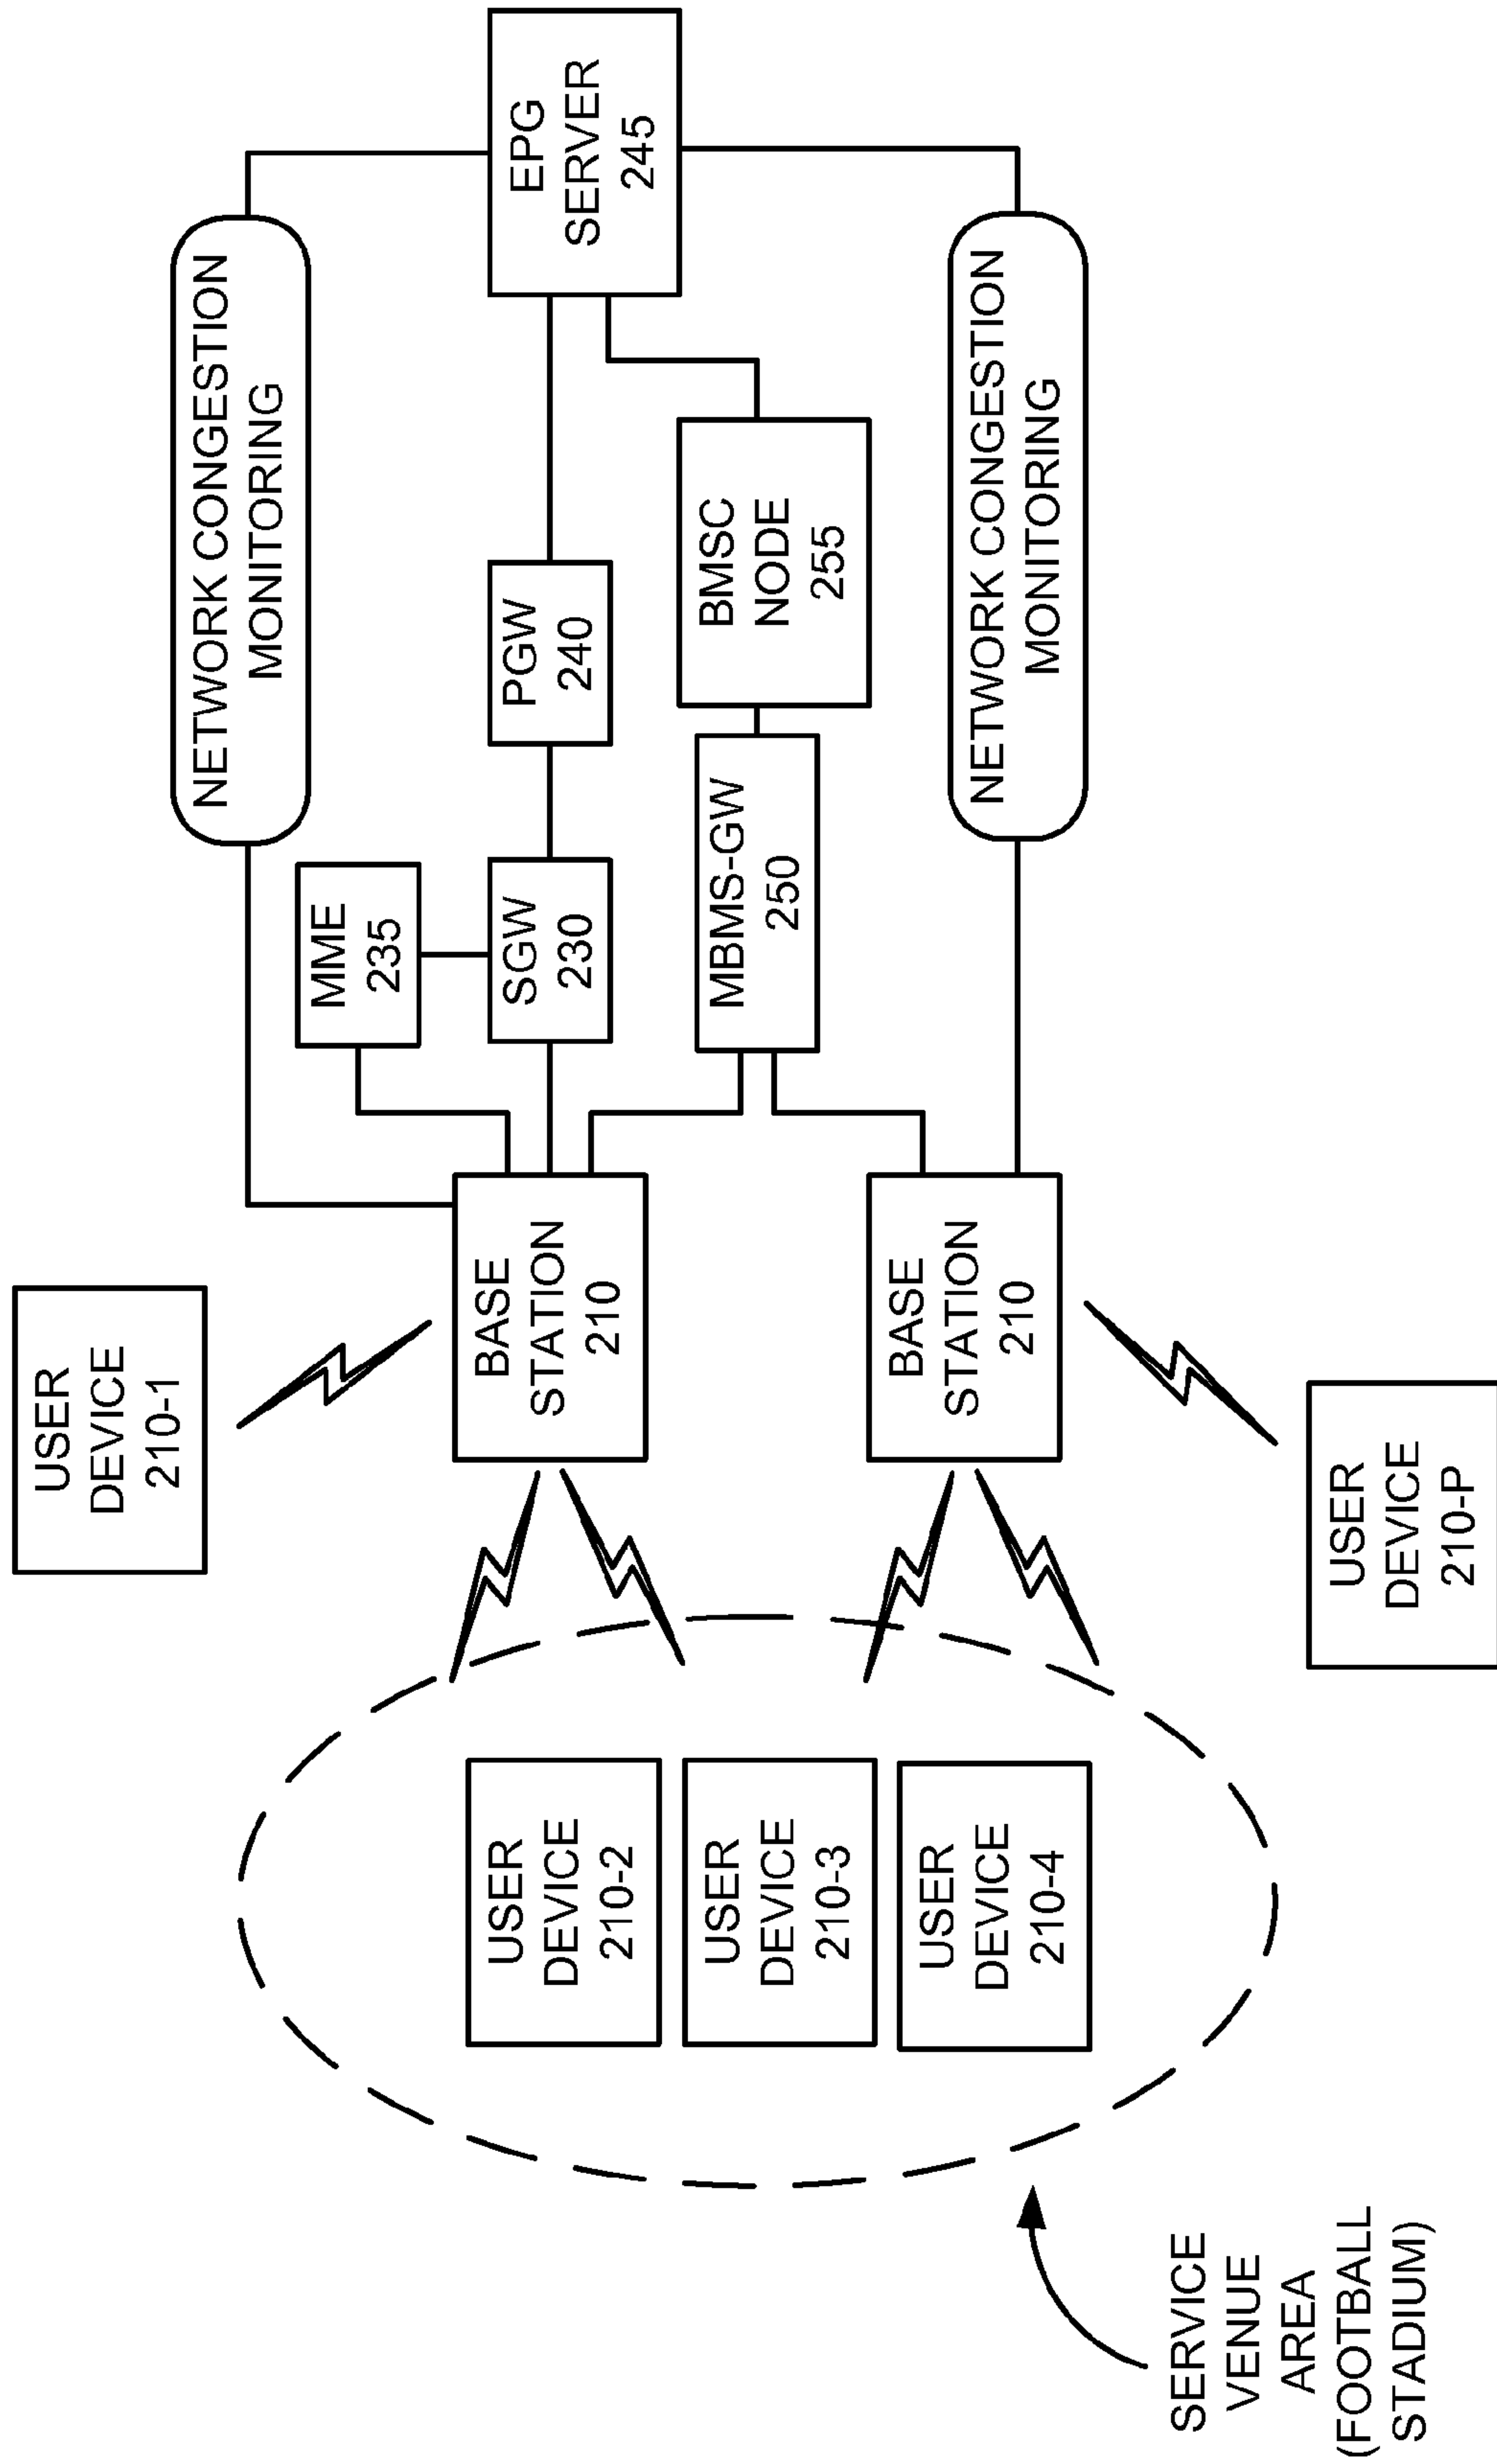 USER
DEVICE
210-1
NETWORK CONGESTION
MONITORING
MME
235
SERVICE
VENUE
AREA
(FOOTBALL
STADIUM)
USER
DEVICE
210-2
USER
DEVICE
210-3
USER
DEVICE
210-4
BASE
STATION
210
SGW
230
PGW
240
EPG
SERVER
245
MBMS-GW
250
BMSC
NODE
255
BASE
STATION
210
NETWORK CONGESTION
MONITORING
USER
DEVICE
210-P